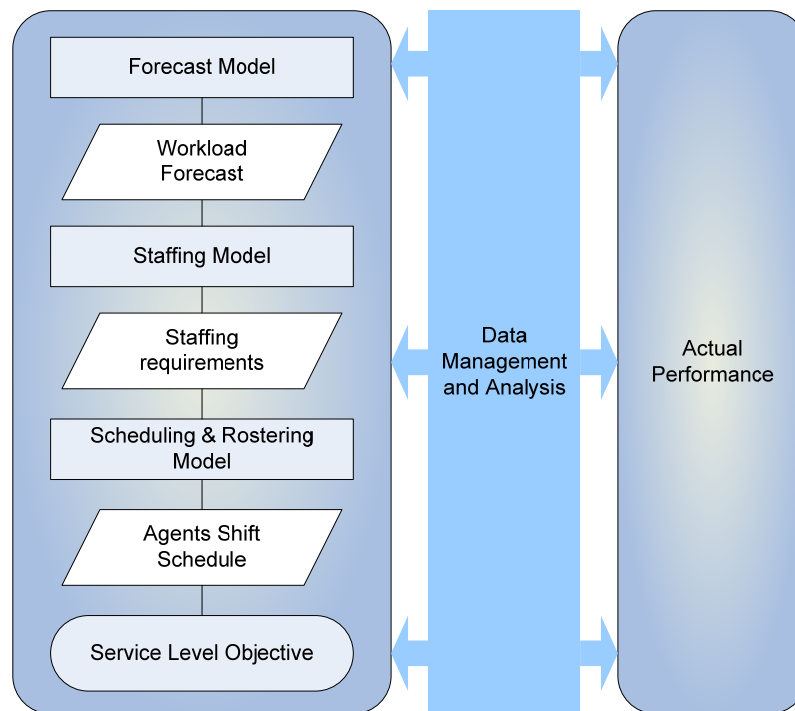 Forecast Model
Workload
Forecast
Staffing Model
Staffing
requirements
Scheduling & Rostering
Model
Agents Shift
Schedule
Service Level Objective
Data
Management
and Analysis
Actual
Performance